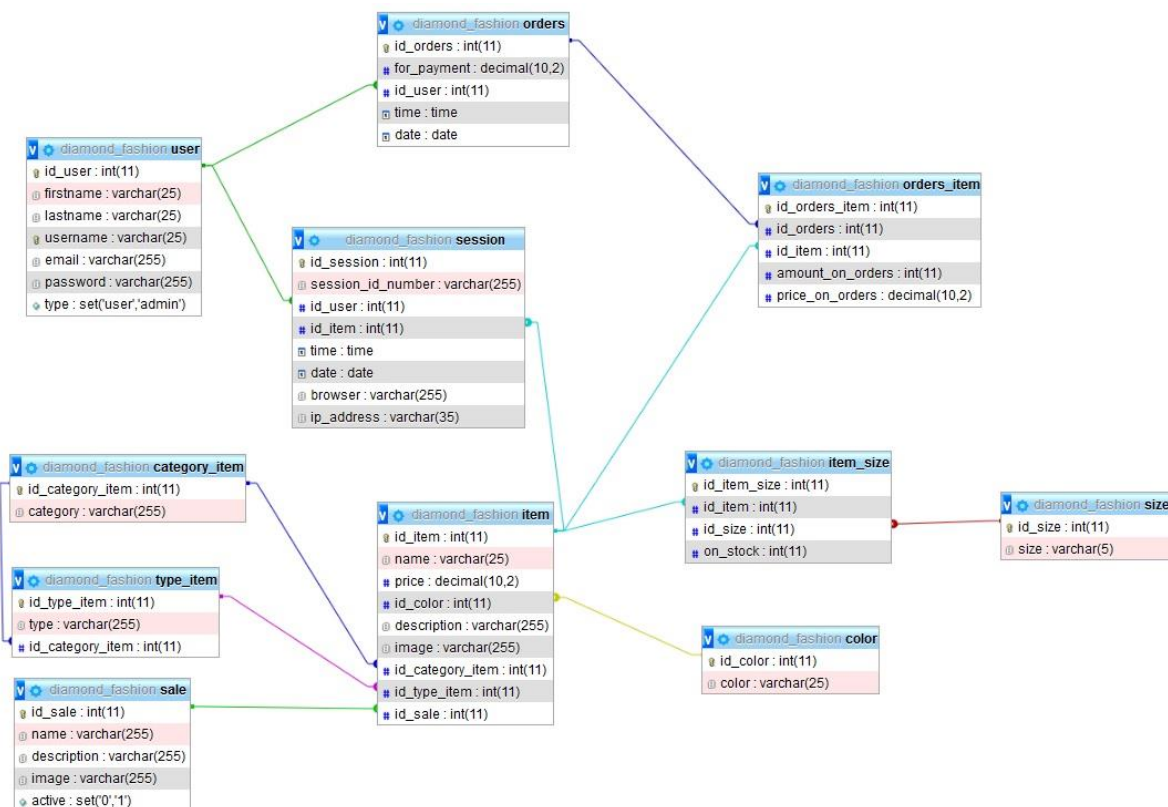 diamond_fashion orders
id_orders : int(11)
for_payment : decimal(10,2)
id_user : int(11)
time : time
date : date
diamond_fashion user
id_user : int(11)
firstname : varchar(25)
lastname : varchar(25)
username : varchar(25)
email : varchar(255)
password : varchar(255)
type : set('user','admin')
diamond_fashion orders_item
id_orders_item : int(11)
id_orders : int(11)
id_item : int(11)
amount_on_orders : int(11)
price_on_orders : decimal(10,2)
diamond_fashion session
id_session : int(11)
session_id_number : varchar(255)
id_user : int(11)
id_item : int(11)
time : time
date : date
browser : varchar(255)
ip_address : varchar(35)
diamond_fashion category_item
id_category_item : int(11)
category : varchar(255)
diamond_fashion type_item
id_type_item : int(11)
type : varchar(255)
id_category_item : int(11)
diamond_fashion sale
id_sale : int(11)
name : varchar(255)
description : varchar(255)
image : varchar(255)
active : set('0','1')
diamond_fashion item
id_item : int(11)
name : varchar(25)
price : decimal(10,2)
id_color : int(11)
description : varchar(255)
image : varchar(255)
id_category_item : int(11)
id_type_item : int(11)
id_sale : int(11)
diamond_fashion item_size
id_item_size : int(11)
id_item : int(11)
id_size : int(11)
on_stock : int(11)
diamond_fashion size
id_size : int(11)
size : varchar(5)
diamond_fashion color
id_color : int(11)
color : varchar(25)